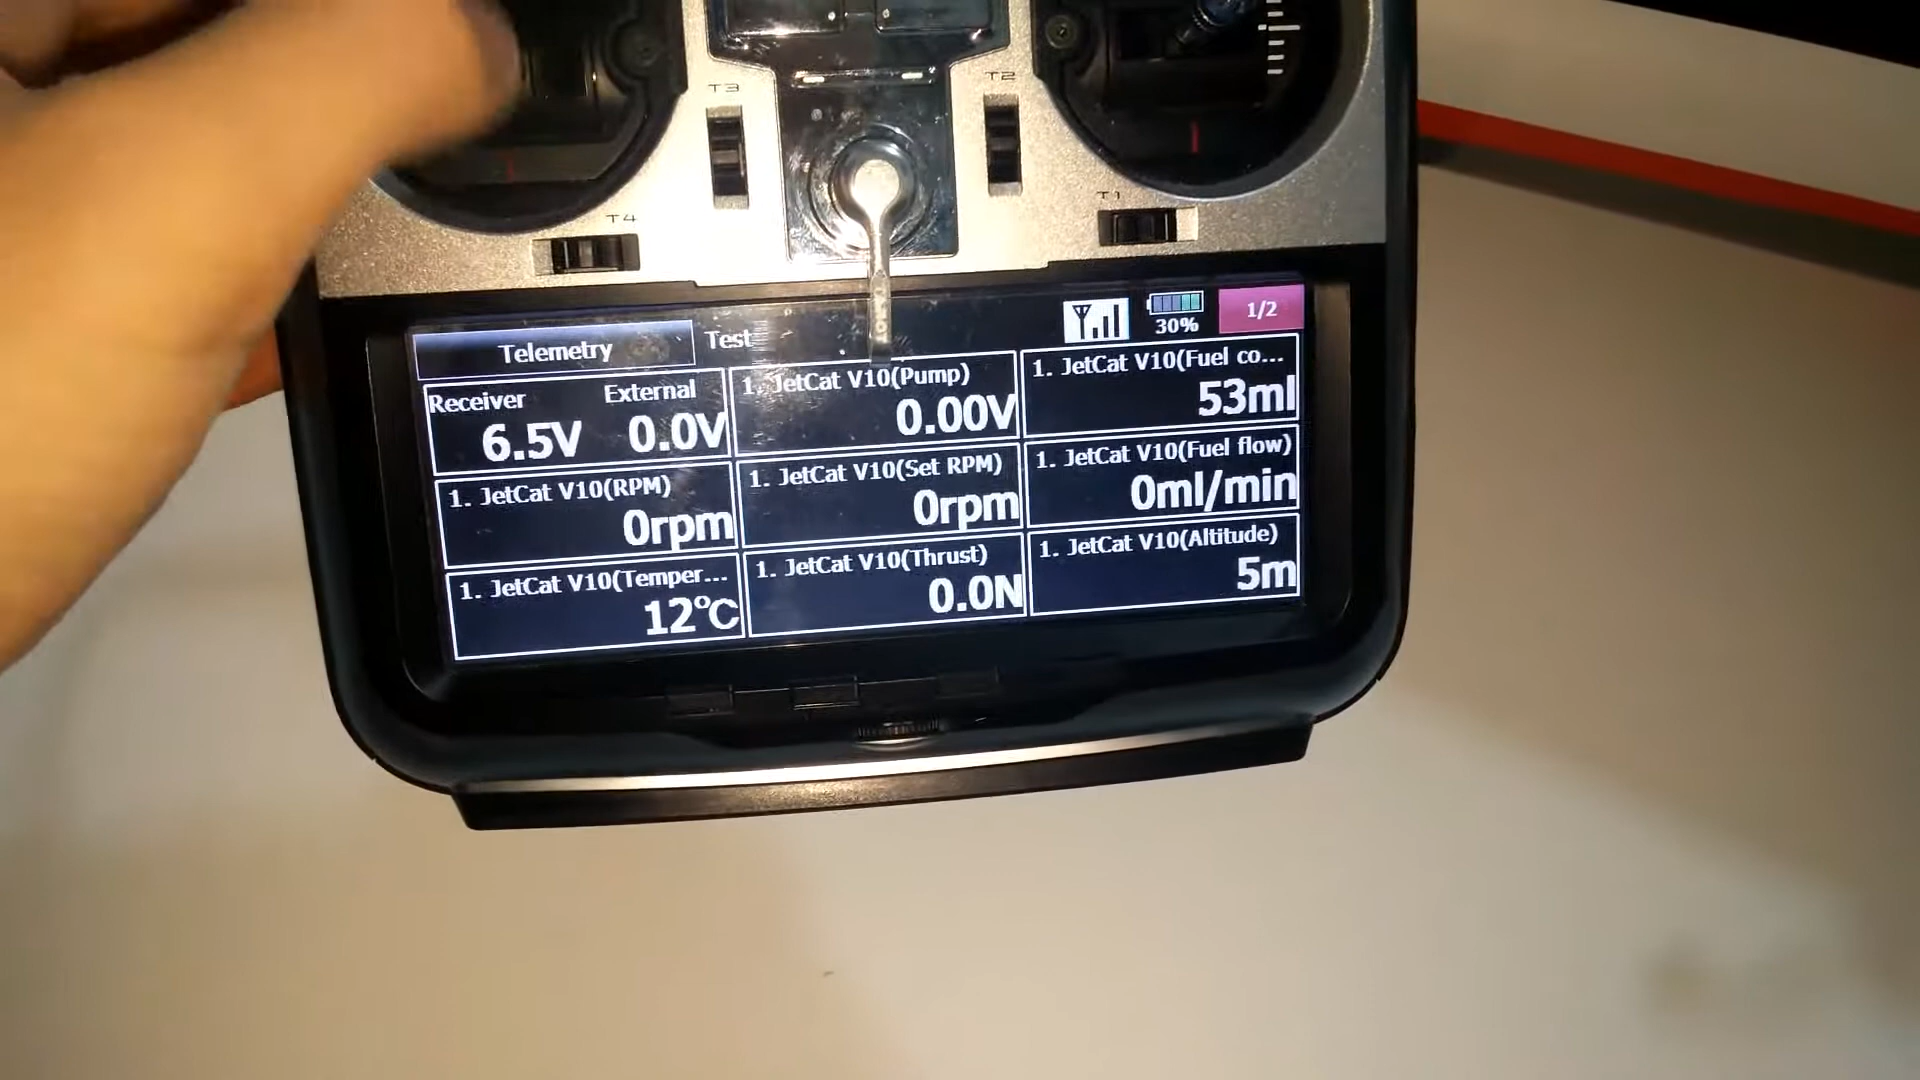 T3
T2
T4
T1
Telemetry
Test
30%
1/2
Receiver External
6.5V 0.0V
1. JetCat V10(Pump)
0.00V
1. JetCat V10(Fuel co...
53ml
1. JetCat V10(RPM)
0rpm
1. JetCat V10(Set RPM)
0rpm
1. JetCat V10(Fuel flow)
0ml/min
1. JetCat V10(Temper...
12°C
1. JetCat V10(Thrust)
0.0N
1. JetCat V10(Altitude)
5m